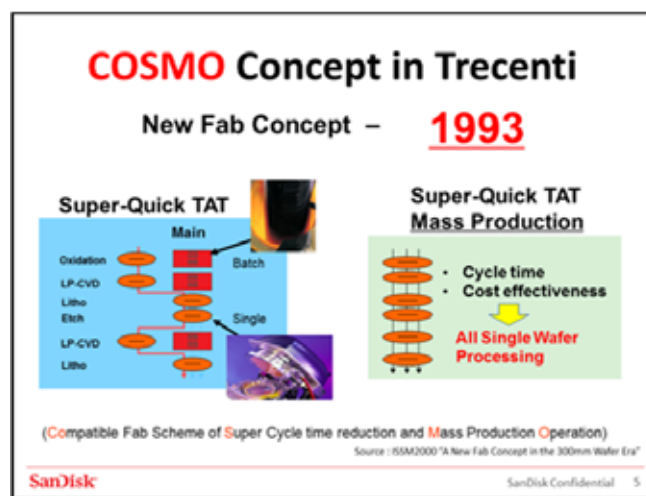 COSMO Concept in Trecenti
New Fab Concept – 1993
Super-Quick TAT
Main
Oxidation
Batch
LP-CVD
Litho
Etch
Single
LP-CVD
Litho
Super-Quick TAT
Mass Production
• Cycle time
• Cost effectiveness
All Single Wafer
Processing
(Compatible Fab Scheme of Super Cycle time reduction and Mass Production Operation)
Source : ISSM2000 "A New Fab Concept in the 300mm Wafer Era"
SanDisk
SanDisk Confidential 5